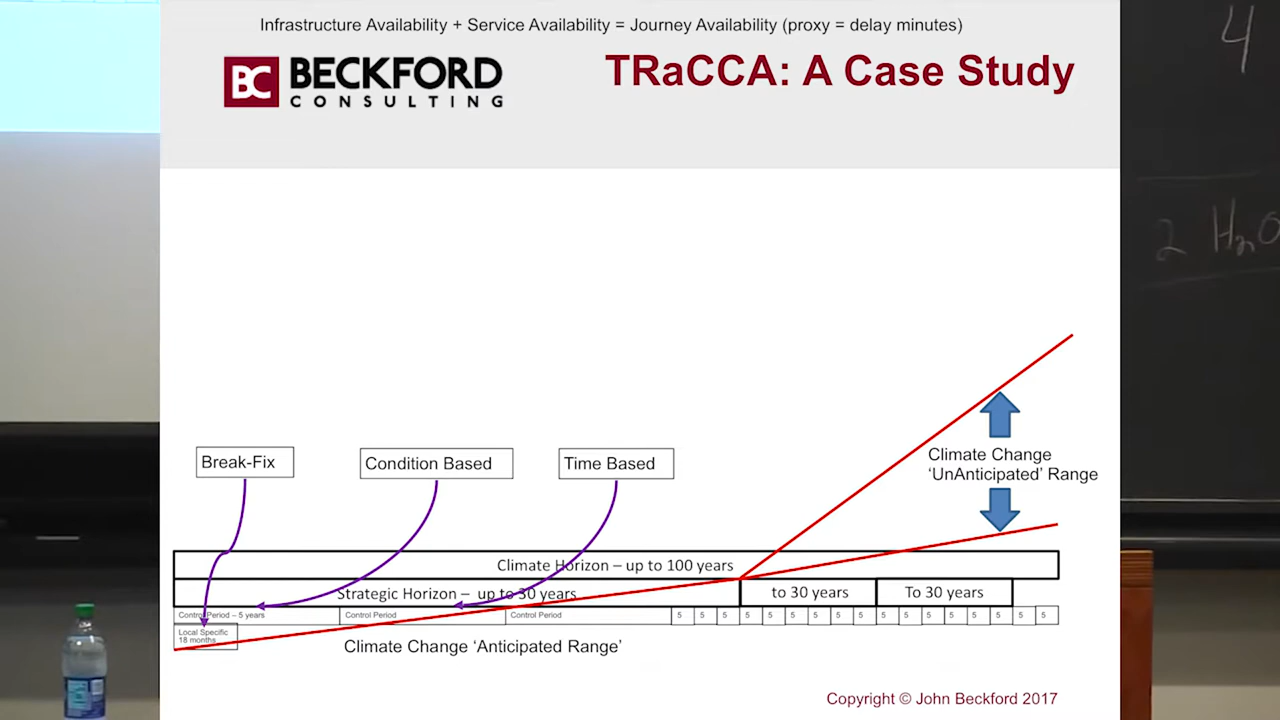 Infrastructure Availability + Service Availability = Journey Availability (proxy = delay minutes)
BC BECKFORD
CONSULTING
TRaCCA: A Case Study
4
2 H₂O
Break-Fix
Condition Based
Time Based
Climate Change
‘UnAnticipated’ Range
Climate Horizon – up to 100 years
Strategic Horizon – up to 30 years
to 30 years
To 30 years
Control Period – 5 years
Control Period
Control Period
5 5 5 5 5 5 5 5 5 5 5 5 5 5 5 5 5
Local Specific
18 months
Climate Change ‘Anticipated Range’
Copyright © John Beckford 2017